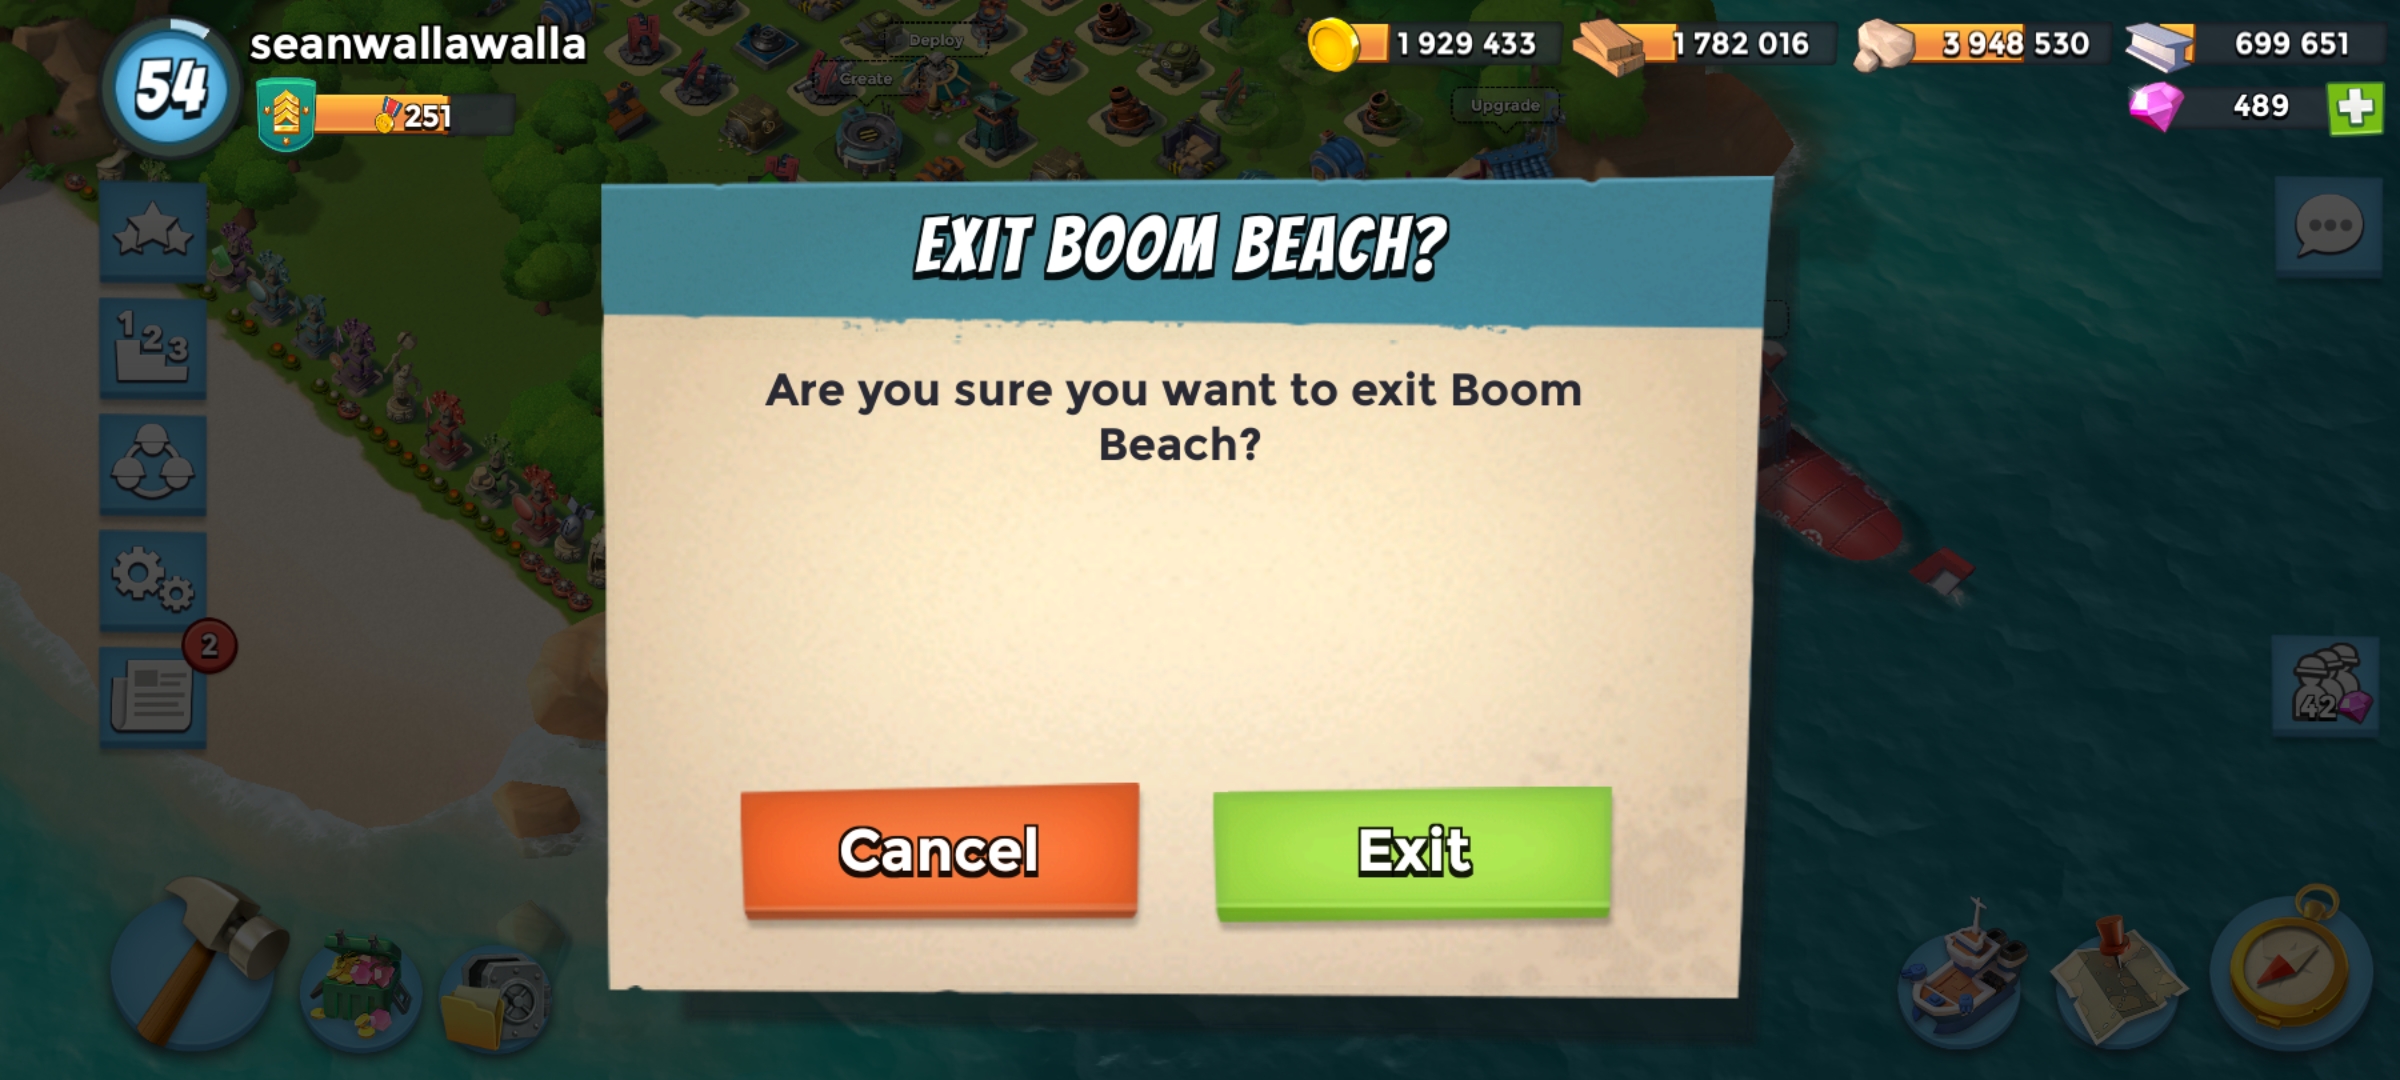 54
seanwallawalla
251
Deploy
Create
Upgrade
1 929 433
1 782 016
3 948 530
699 651
489
EXIT BOOM BEACH?
Are you sure you want to exit Boom
Beach?
1 2 3
2
42
Cancel
Exit